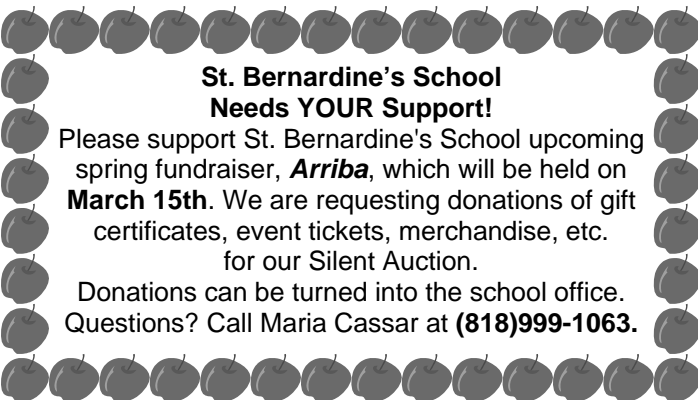 St. Bernardine’s School
Needs YOUR Support!
Please support St. Bernardine's School upcoming
spring fundraiser, Arriba, which will be held on
March 15th. We are requesting donations of gift
certificates, event tickets, merchandise, etc.
for our Silent Auction.
Donations can be turned into the school office.
Questions? Call Maria Cassar at (818)999-1063.